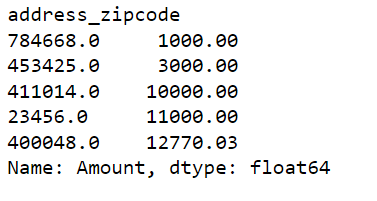 address_zipcode
784668.0     1000.00
453425.0     3000.00
411014.0    10000.00
23456.0     11000.00
400048.0    12770.03
Name: Amount, dtype: float64